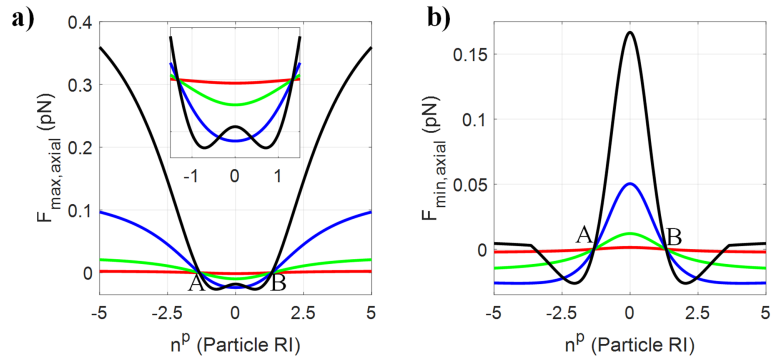 a)
F_max,axial (pN)
0.4
0.3
0.2
0.1
0
-1 0 1
A B
-5 -2.5 0 2.5 5
n^p (Particle RI)
b)
F_min,axial (pN)
0.15
0.1
0.05
0
A B
-5 -2.5 0 2.5 5
n^p (Particle RI)